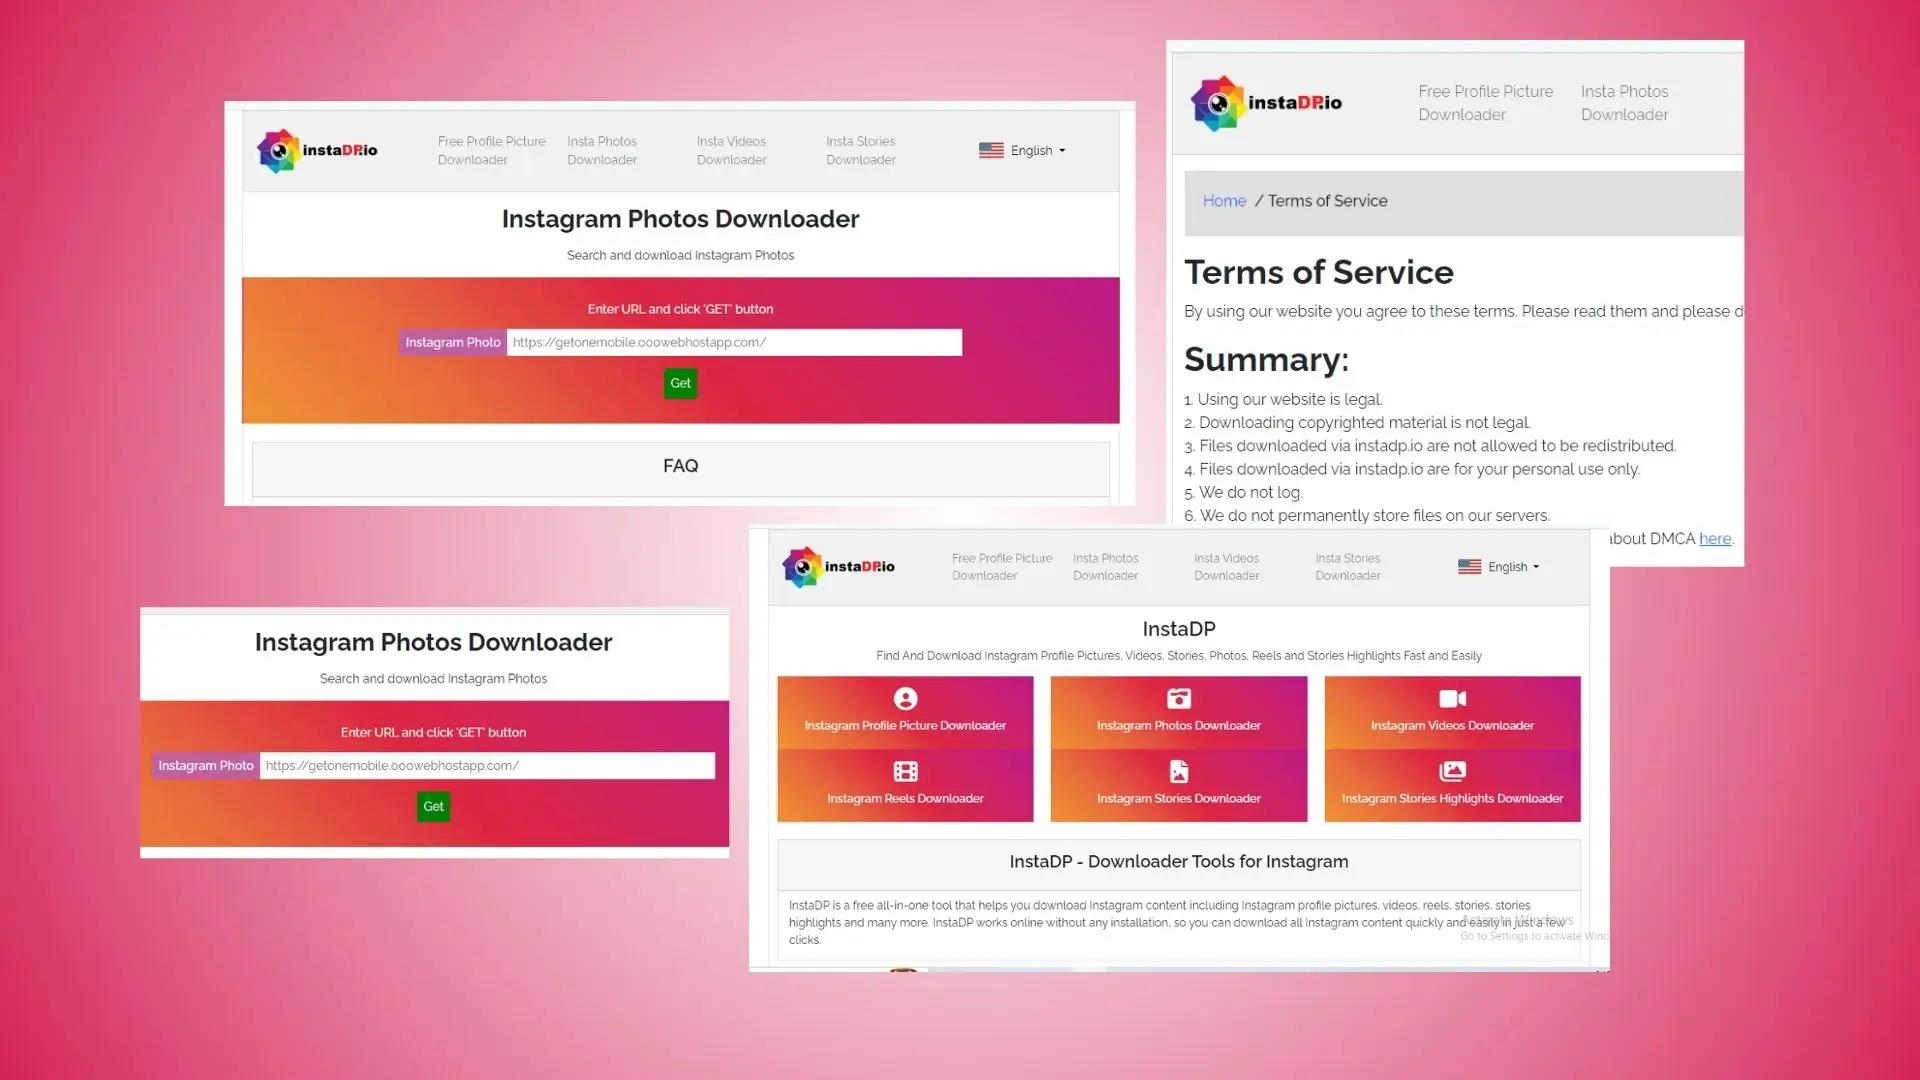 instaDP.io
Free Profile Picture Downloader
Insta Photos Downloader
Insta Videos Downloader
Insta Stories Downloader
English
Instagram Photos Downloader
Search and download Instagram Photos
Enter URL and click 'GET' button
Instagram Photo https://getonemobile.000webhostapp.com/
Get
FAQ
instaDP.io
Free Profile Picture Downloader
Insta Photos Downloader
Home / Terms of Service
Terms of Service
By using our website you agree to these terms. Please read them and please d
Summary:
1. Using our website is legal.
2. Downloading copyrighted material is not legal.
3. Files downloaded via instadp.io are not allowed to be redistributed.
4. Files downloaded via instadp.io are for your personal use only.
5. We do not log.
6. We do not permanently store files on our servers.
about DMCA here.
Instagram Photos Downloader
Search and download Instagram Photos
Enter URL and click 'GET' button
Instagram Photo https://getonemobile.000webhostapp.com/
Get
instaDP.io
Free Profile Picture Downloader
Insta Photos Downloader
Insta Videos Downloader
Insta Stories Downloader
English
InstaDP
Find And Download Instagram Profile Pictures, Videos, Stories, Photos, Reels and Stories Highlights Fast and Easily
Instagram Profile Picture Downloader
Instagram Photos Downloader
Instagram Videos Downloader
Instagram Reels Downloader
Instagram Stories Downloader
Instagram Stories Highlights Downloader
InstaDP - Downloader Tools for Instagram
InstaDP is a free all-in-one tool that helps you download Instagram content including Instagram profile pictures, videos, reels, stories, stories
highlights and many more. InstaDP works online without any installation, so you can download all Instagram content quickly and easily in just a few
clicks.
Activate Windows
Go to Settings to activate Wind